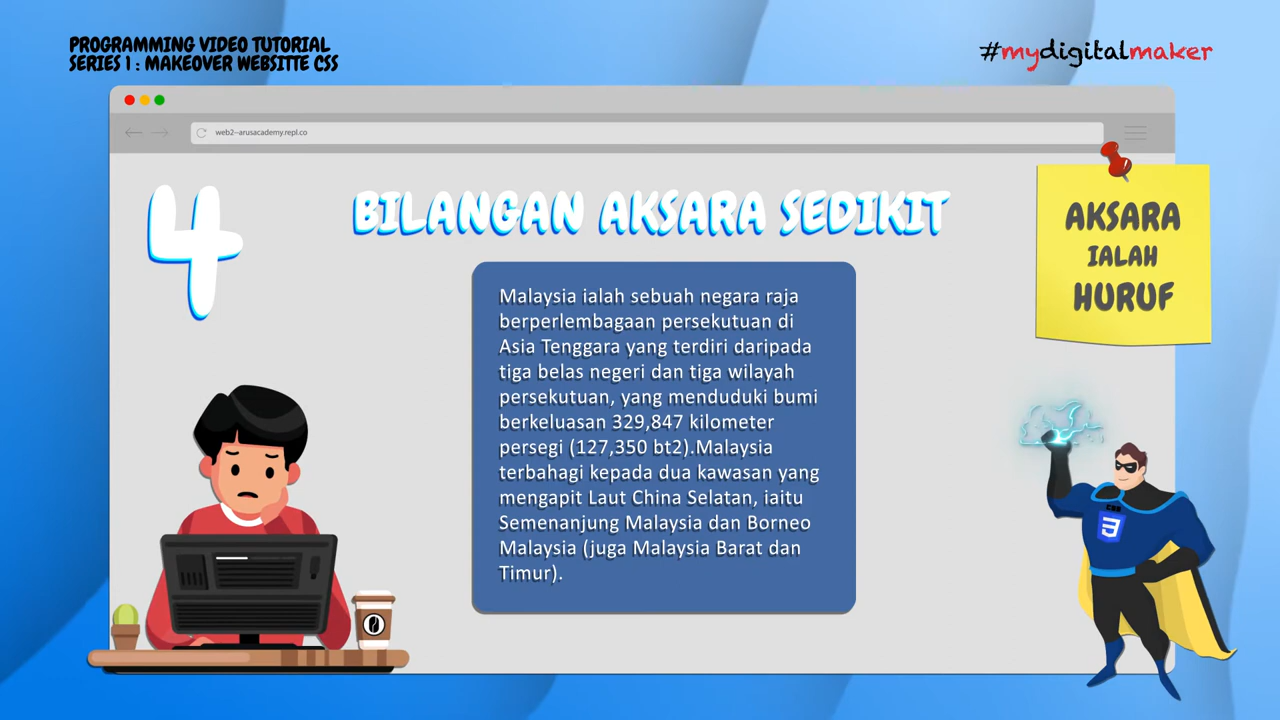 PROGRAMMING VIDEO TUTORIAL
SERIES 1 : MAKEOVER WEBSITTE CSS
#mydigitalmaker
web2--arusacademy.repl.co
4
BILANGAN AKSARA SEDIKIT
AKSARA
IALAH
HURUF
Malaysia ialah sebuah negara raja
berperlembagaan persekutuan di
Asia Tenggara yang terdiri daripada
tiga belas negeri dan tiga wilayah
persekutuan, yang menduduki bumi
berkeluasan 329,847 kilometer
persegi (127,350 bt2).Malaysia
terbahagi kepada dua kawasan yang
mengapit Laut China Selatan, iaitu
Semenanjung Malaysia dan Borneo
Malaysia (juga Malaysia Barat dan
Timur).
3